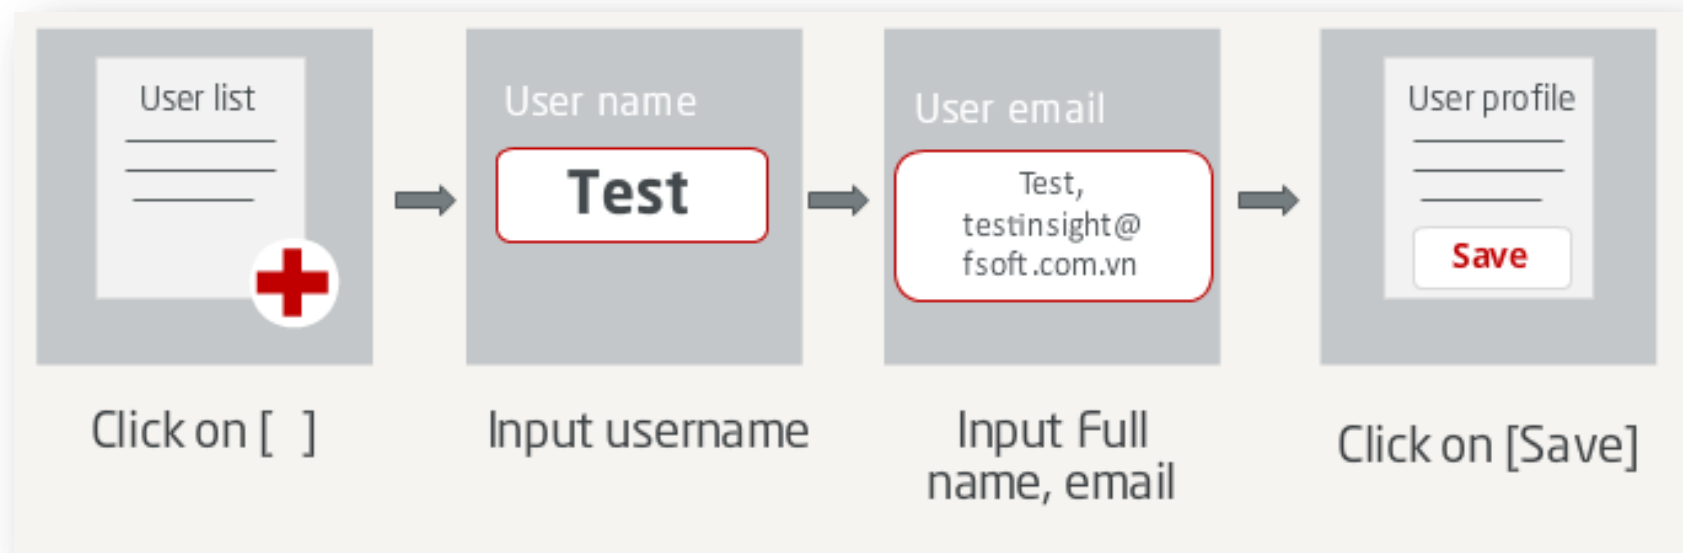 User list
User name
Test
User email
Test,
testinsight@
fsoft.com.vn
User profile
Save
Click on [ ]
Input username
Input Full
name, email
Click on [Save]